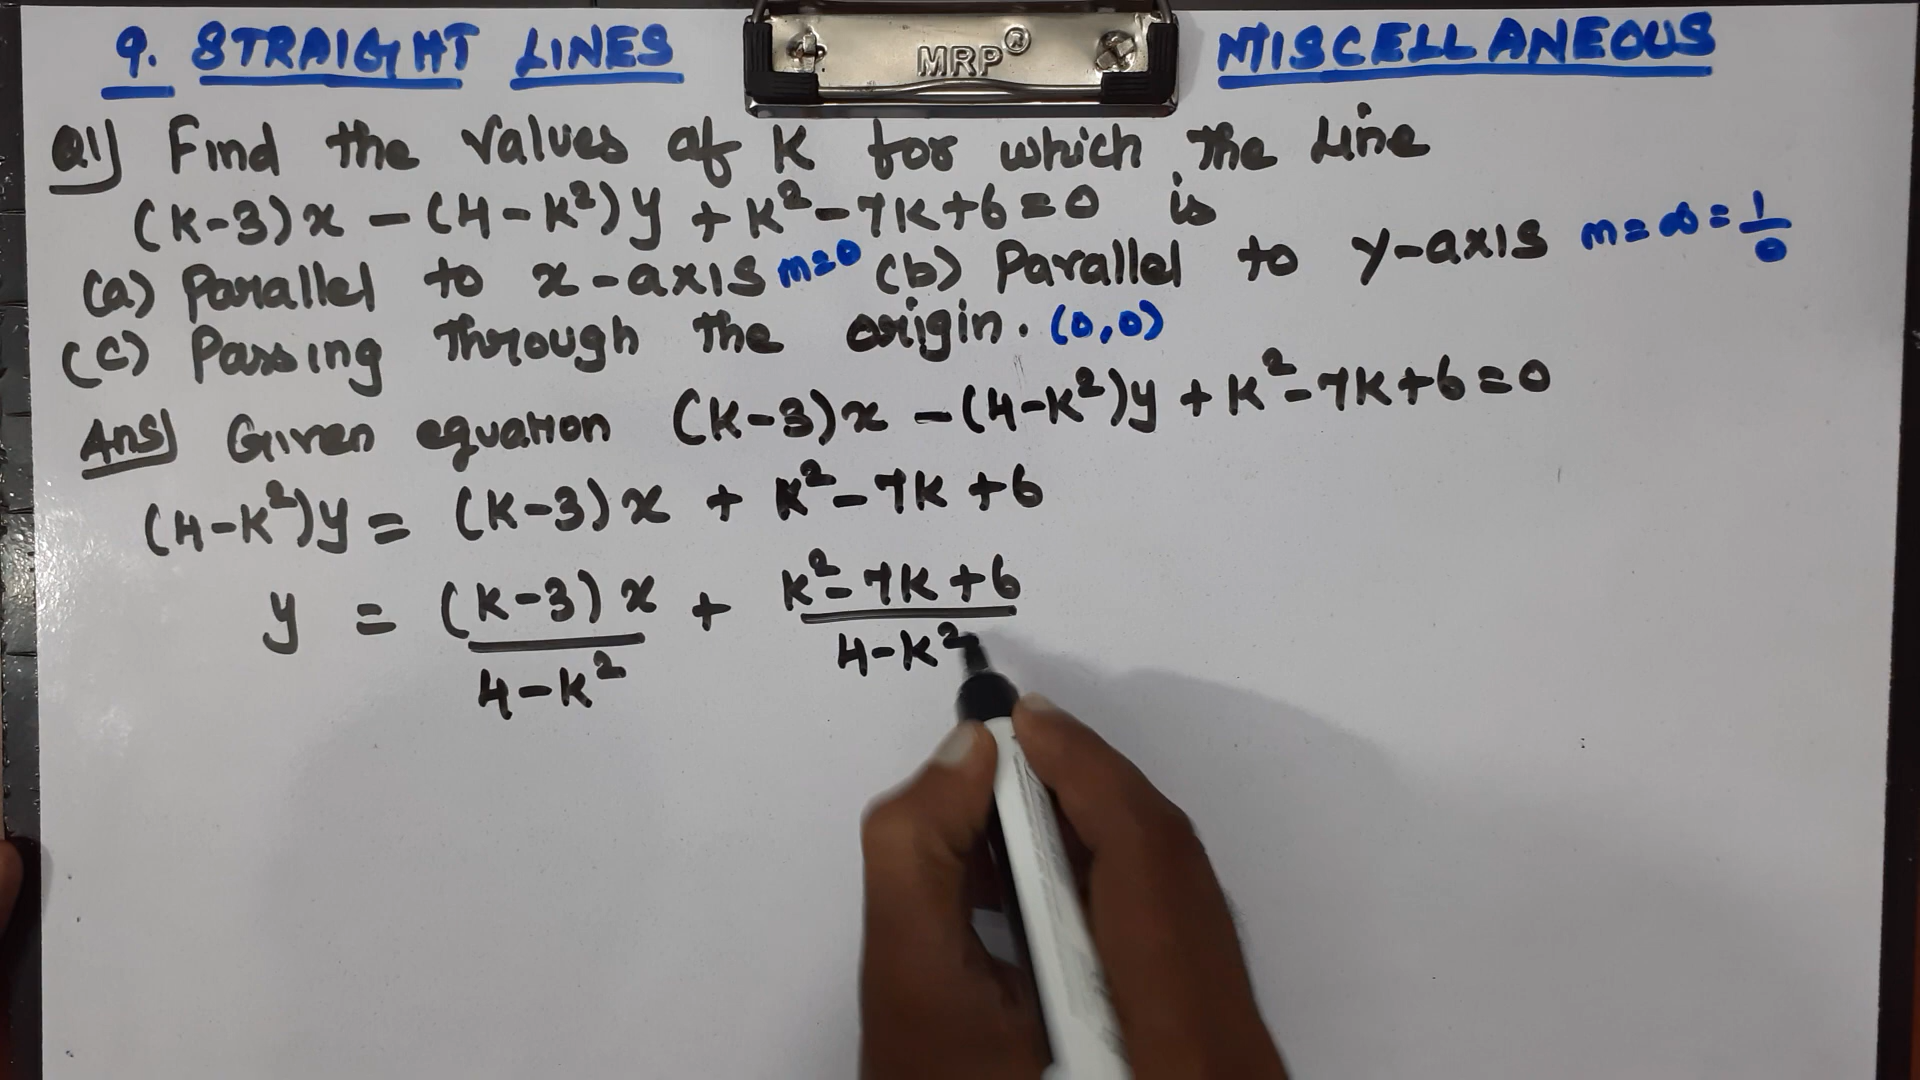 9. STRAIGHT LINES
MRP®
MISCELLANEOUS
Q1) Find the values of K for which the line
(K-3)x - (4-K²)y + K² - 7K + 6 = 0 is
(a) Parallel to x-axis m=0 (b) Parallel to y-axis m=∞=1/0
(c) Passing through the origin. (0,0)
Ans) Given equation (K-3)x - (4-K²)y + K² - 7K + 6 = 0
(4-K²)y = (K-3)x + K² - 7K + 6
y = (K-3)x/4-K² + K² - 7K + 6/4-K²